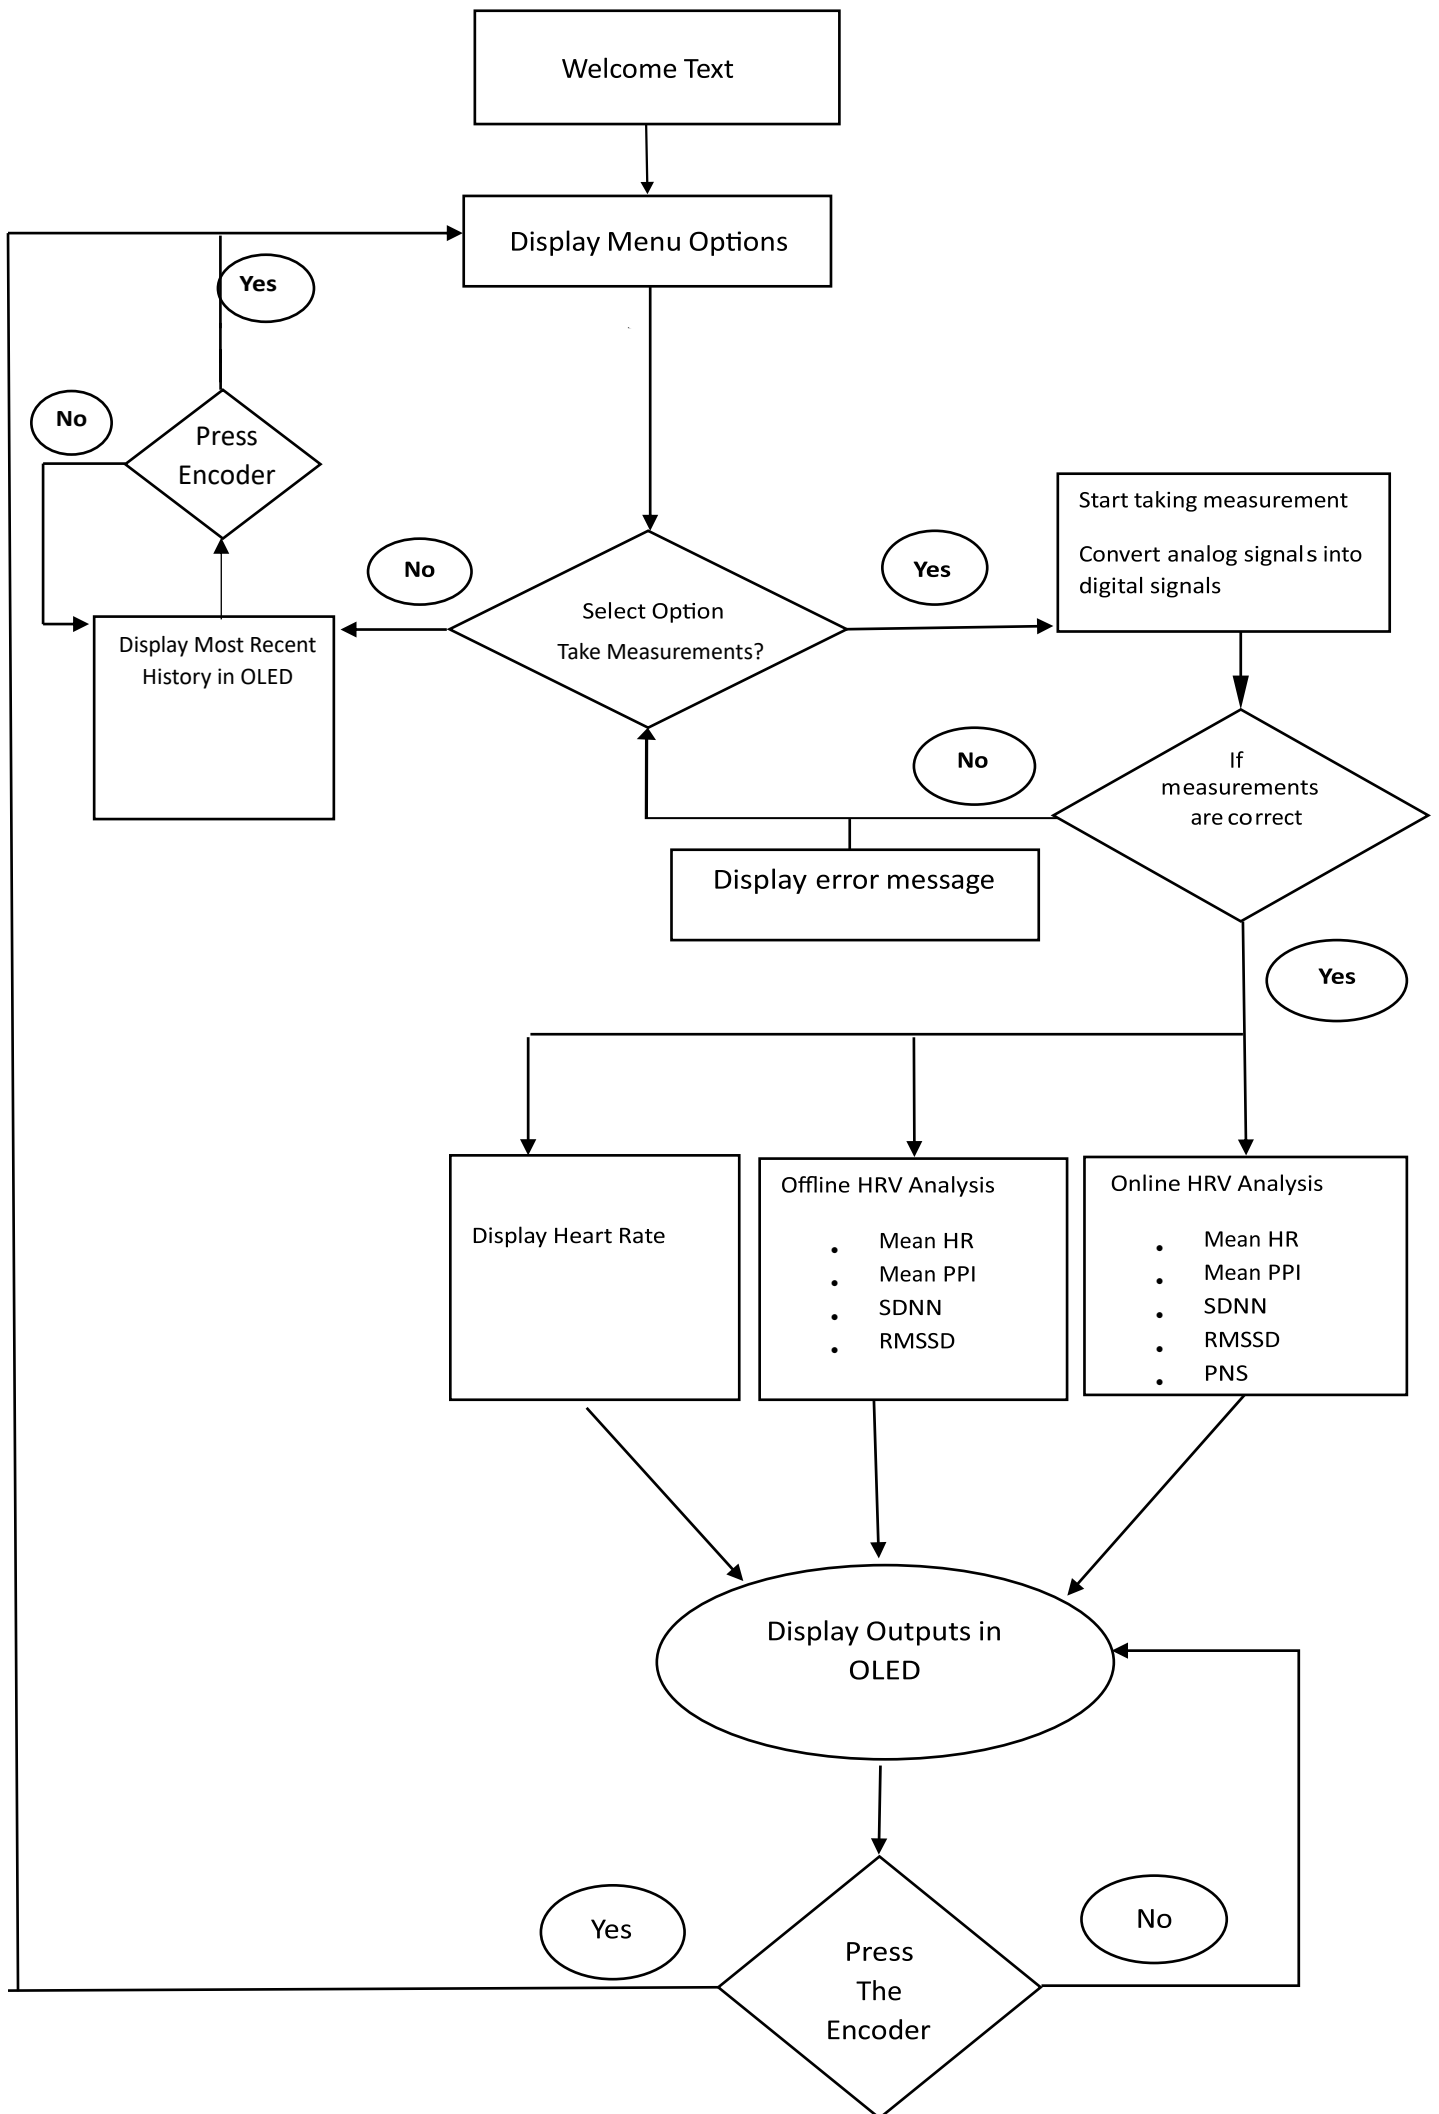 Welcome Text
Display Menu Options
Yes
No
Press
Encoder
Display Most Recent
History in OLED
No
Select Option
Take Measurements?
Yes
Start taking measurement
Convert analog signals into
digital signals
If
measurements
are correct
No
Display error message
Yes
Display Heart Rate
Offline HRV Analysis
• Mean HR
• Mean PPI
• SDNN
• RMSSD
Online HRV Analysis
• Mean HR
• Mean PPI
• SDNN
• RMSSD
• PNS
Display Outputs in
OLED
Yes
No
Press
The
Encoder